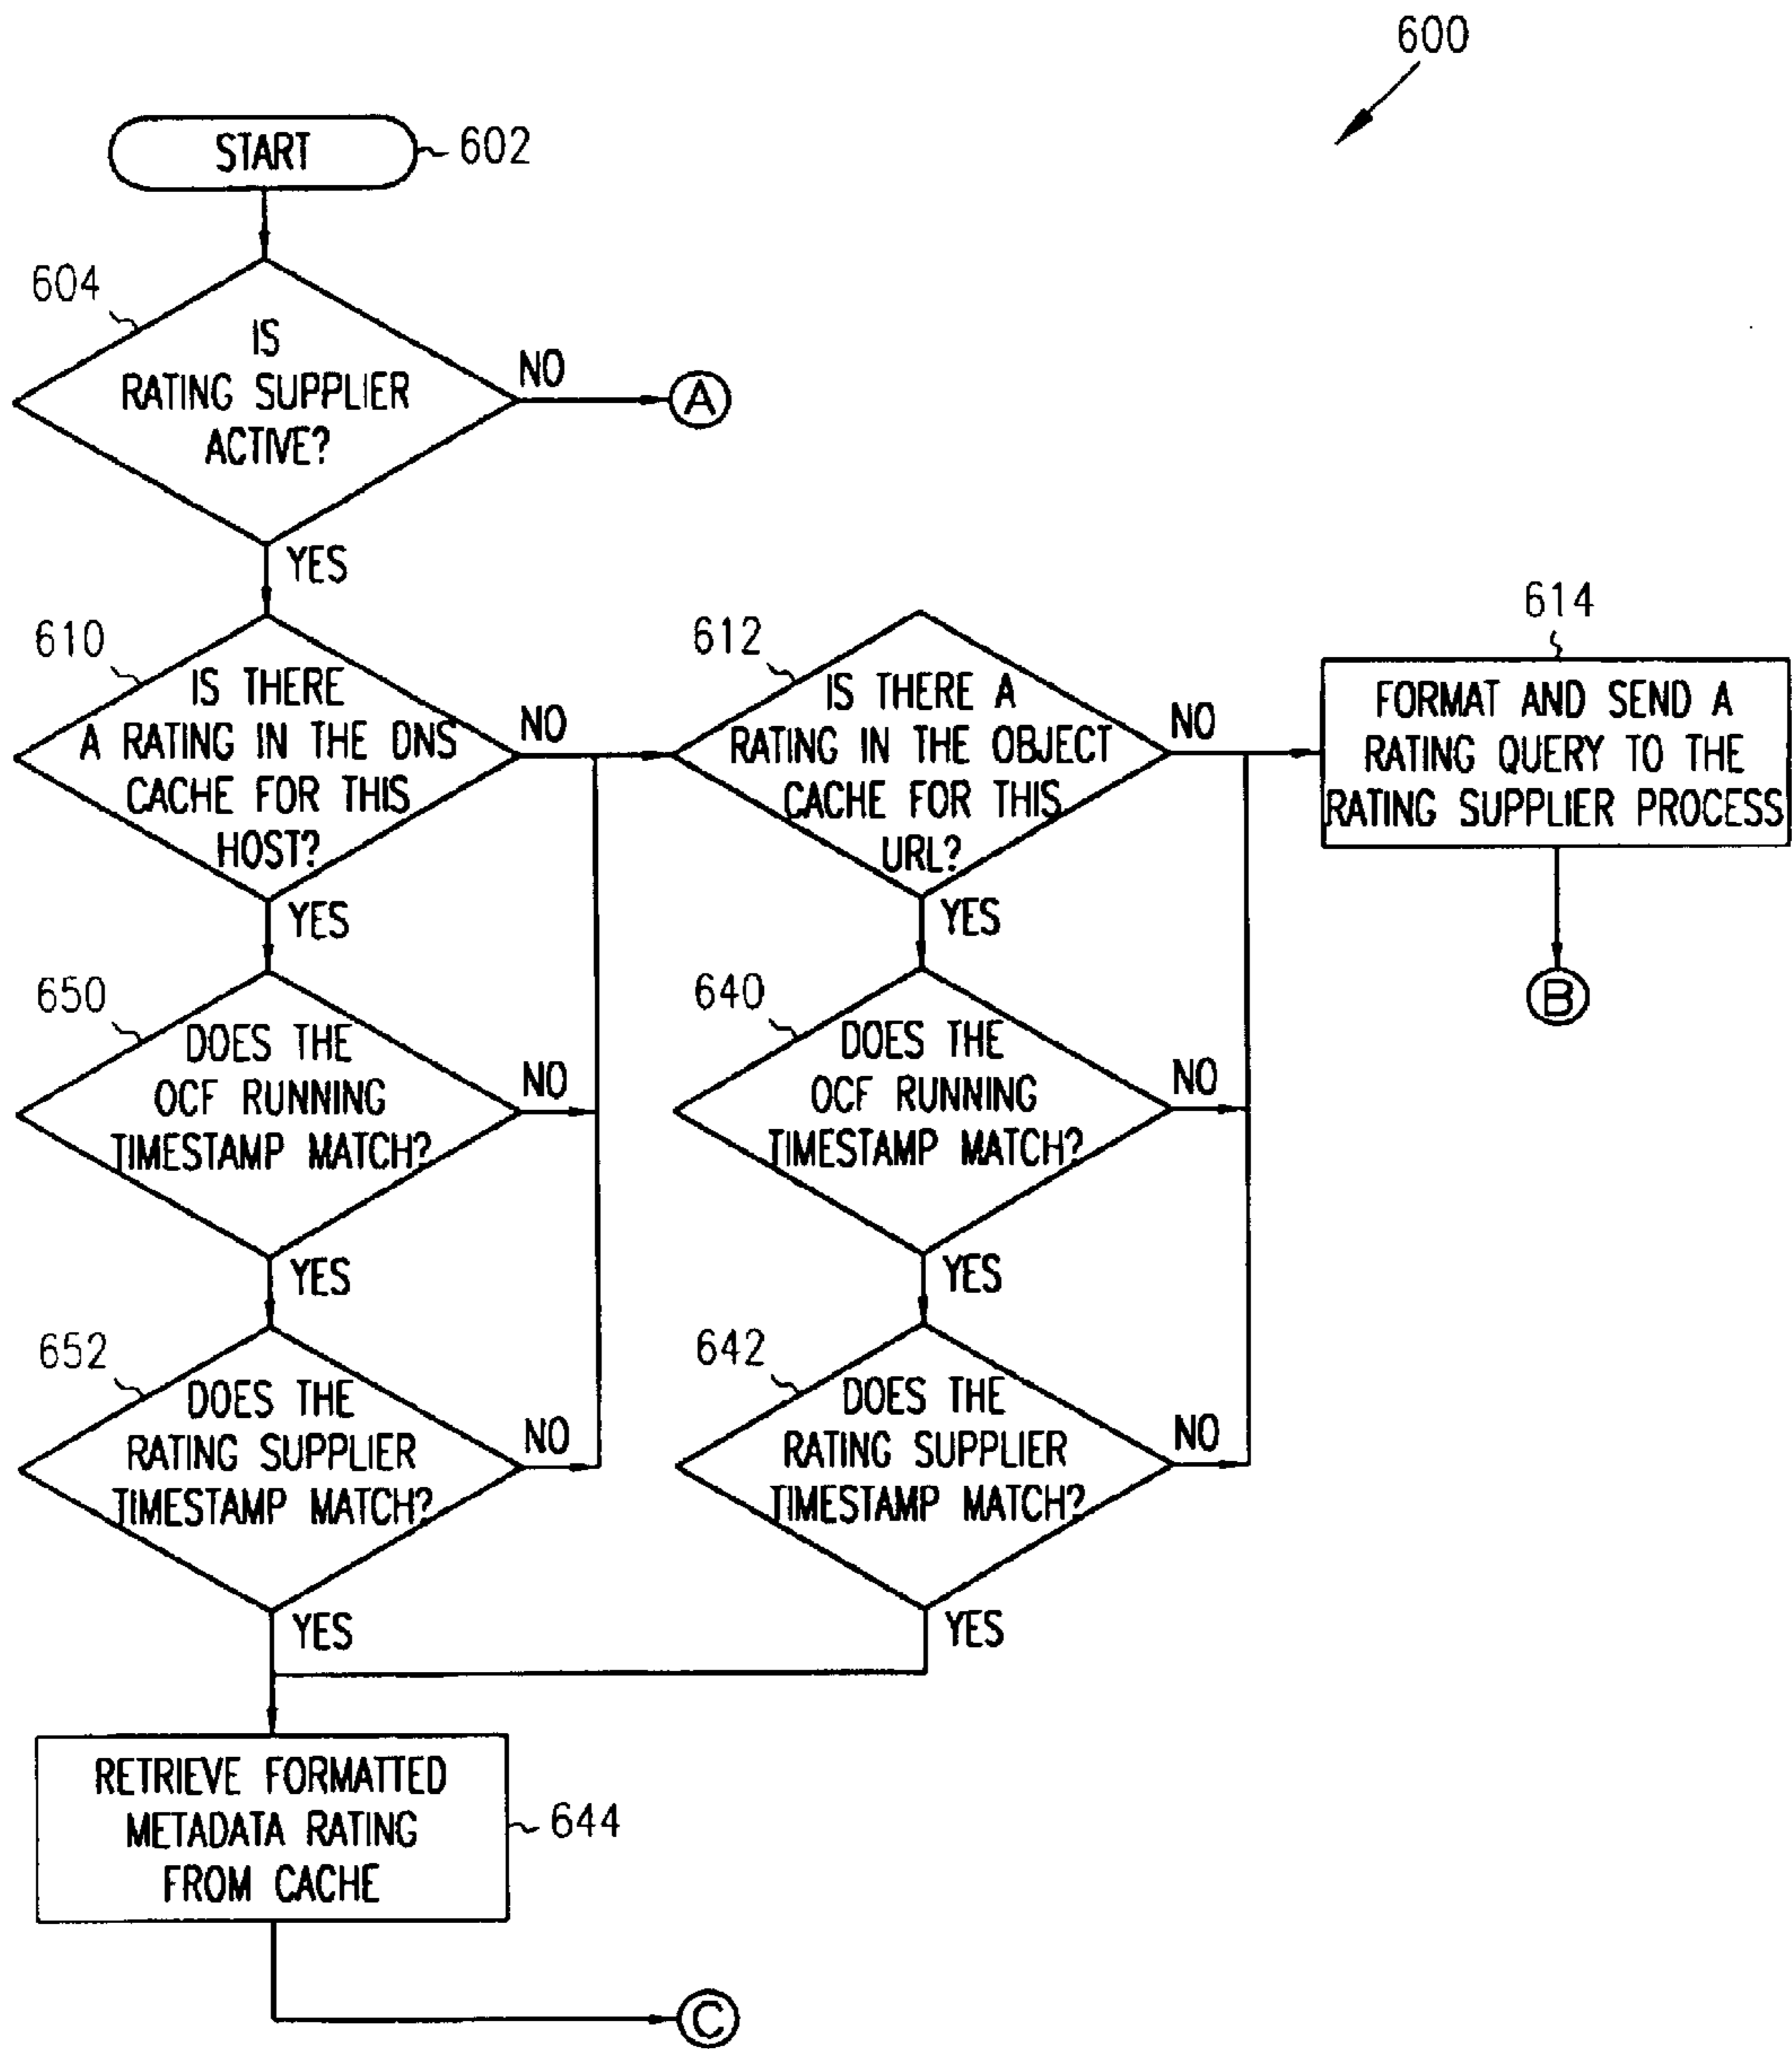 600
START
602
604
IS
RATING SUPPLIER
ACTIVE?
NO
A
YES
610
IS THERE
A RATING IN THE DNS
CACHE FOR THIS
HOST?
NO
612
IS THERE A
RATING IN THE OBJECT
CACHE FOR THIS
URL?
NO
614
FORMAT AND SEND A
RATING QUERY TO THE
RATING SUPPLIER PROCESS
B
YES
YES
650
DOES THE
OCF RUNNING
TIMESTAMP MATCH?
NO
640
DOES THE
OCF RUNNING
TIMESTAMP MATCH?
NO
YES
YES
652
DOES THE
RATING SUPPLIER
TIMESTAMP MATCH?
NO
642
DOES THE
RATING SUPPLIER
TIMESTAMP MATCH?
NO
YES
YES
RETRIEVE FORMATTED
METADATA RATING
FROM CACHE
644
C